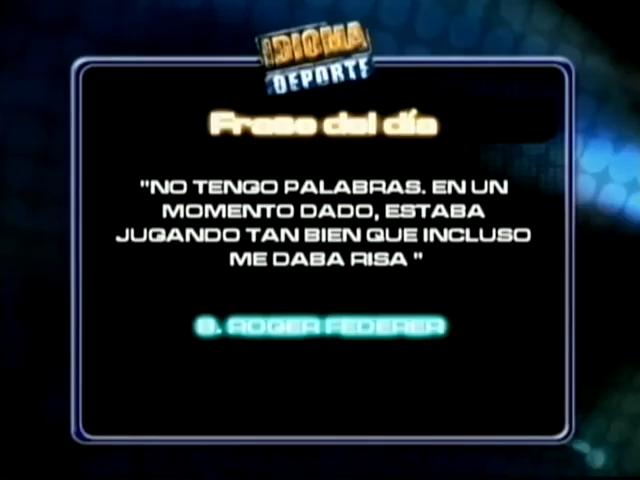 IDIOMA
DEPORTE
Frase del día
"NO TENGO PALABRAS. EN UN
MOMENTO DADO, ESTABA
JUGANDO TAN BIEN QUE INCLUSO
ME DABA RISA "
B. ROGER FEDERER